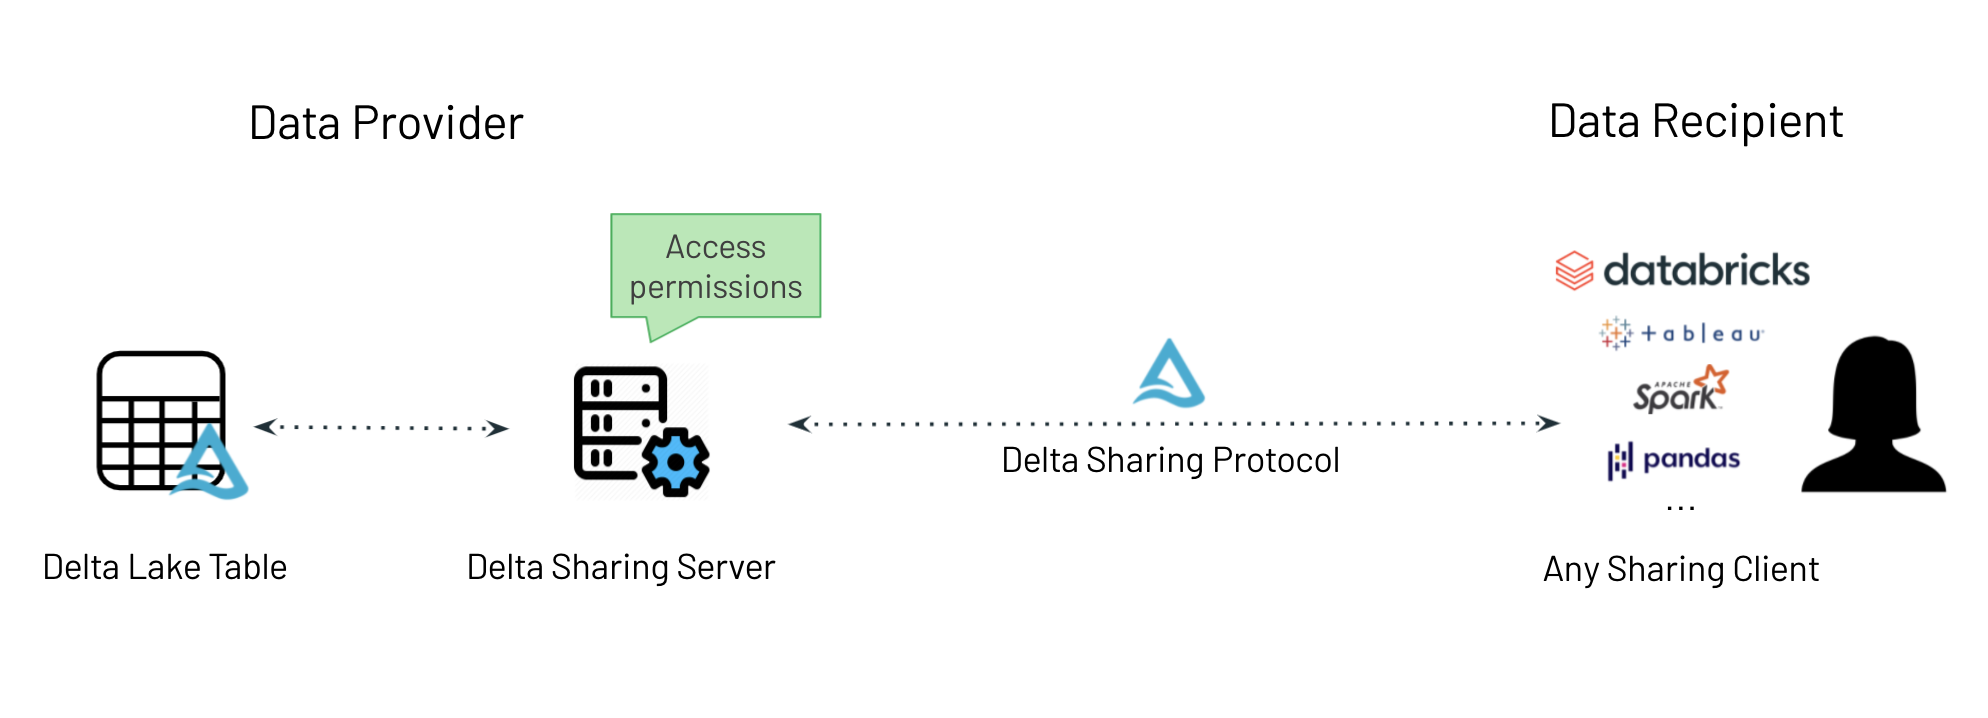 Data Provider
Data Recipient
Access
permissions
databricks
+ableau
APACHE
Spark
pandas
...
Delta Sharing Protocol
Delta Lake Table
Delta Sharing Server
Any Sharing Client